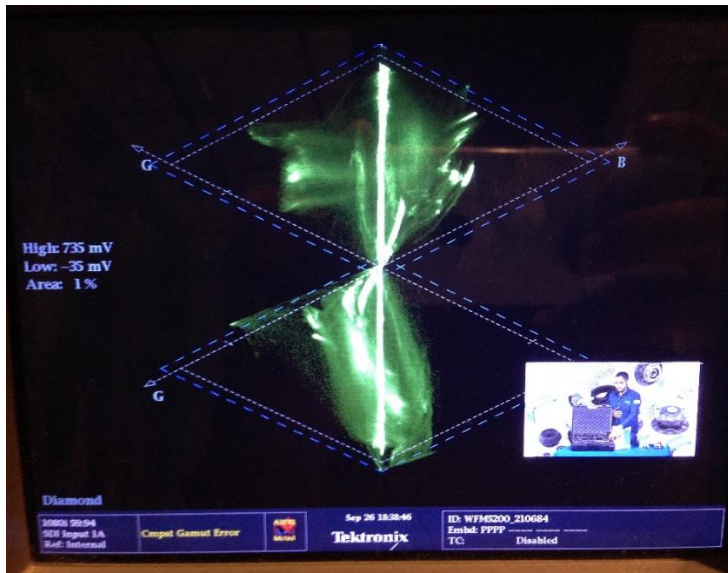 G
B
High: 735 mV
Low: -35 mV
Area: 1 %
G
Diamond
1080i 59.94
SDI Input 1A
Ref: Internal
Cmpst Gamut Error
Sep 26 18:38:46
Tektronix
ID: WFM5200_210684
Embd: PPPP ---- ---- ----
TC: Disabled